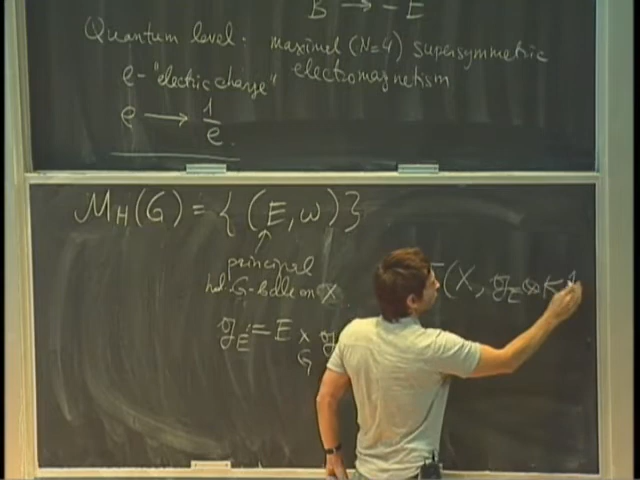 B → - E
Quantum level: maximal (N=4) supersymmetric
e - "electric charge" electromagnetism
e → 1/e
M_H(G) = { (E, ω) }
↑
principal
hol. G-bdle on X
g_E = E × g
G
Γ(X, g_E ⊗ K